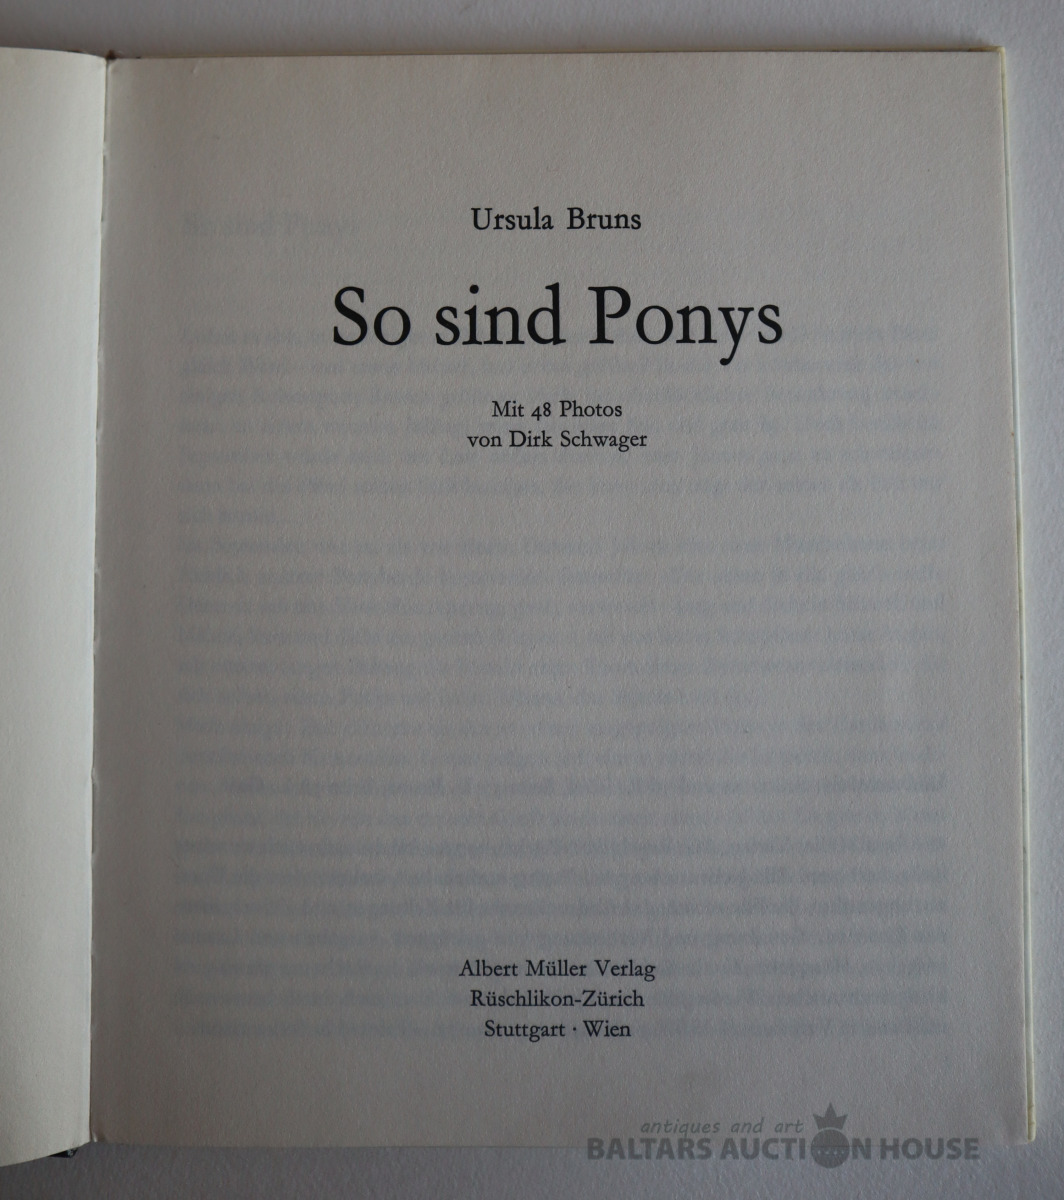 Ursula Bruns
So sind Ponys
Mit 48 Photos
von Dirk Schwager
Albert Müller Verlag
Rüschlikon-Zürich
Stuttgart · Wien
antiques and art
BALTARS AUCTION HOUSE